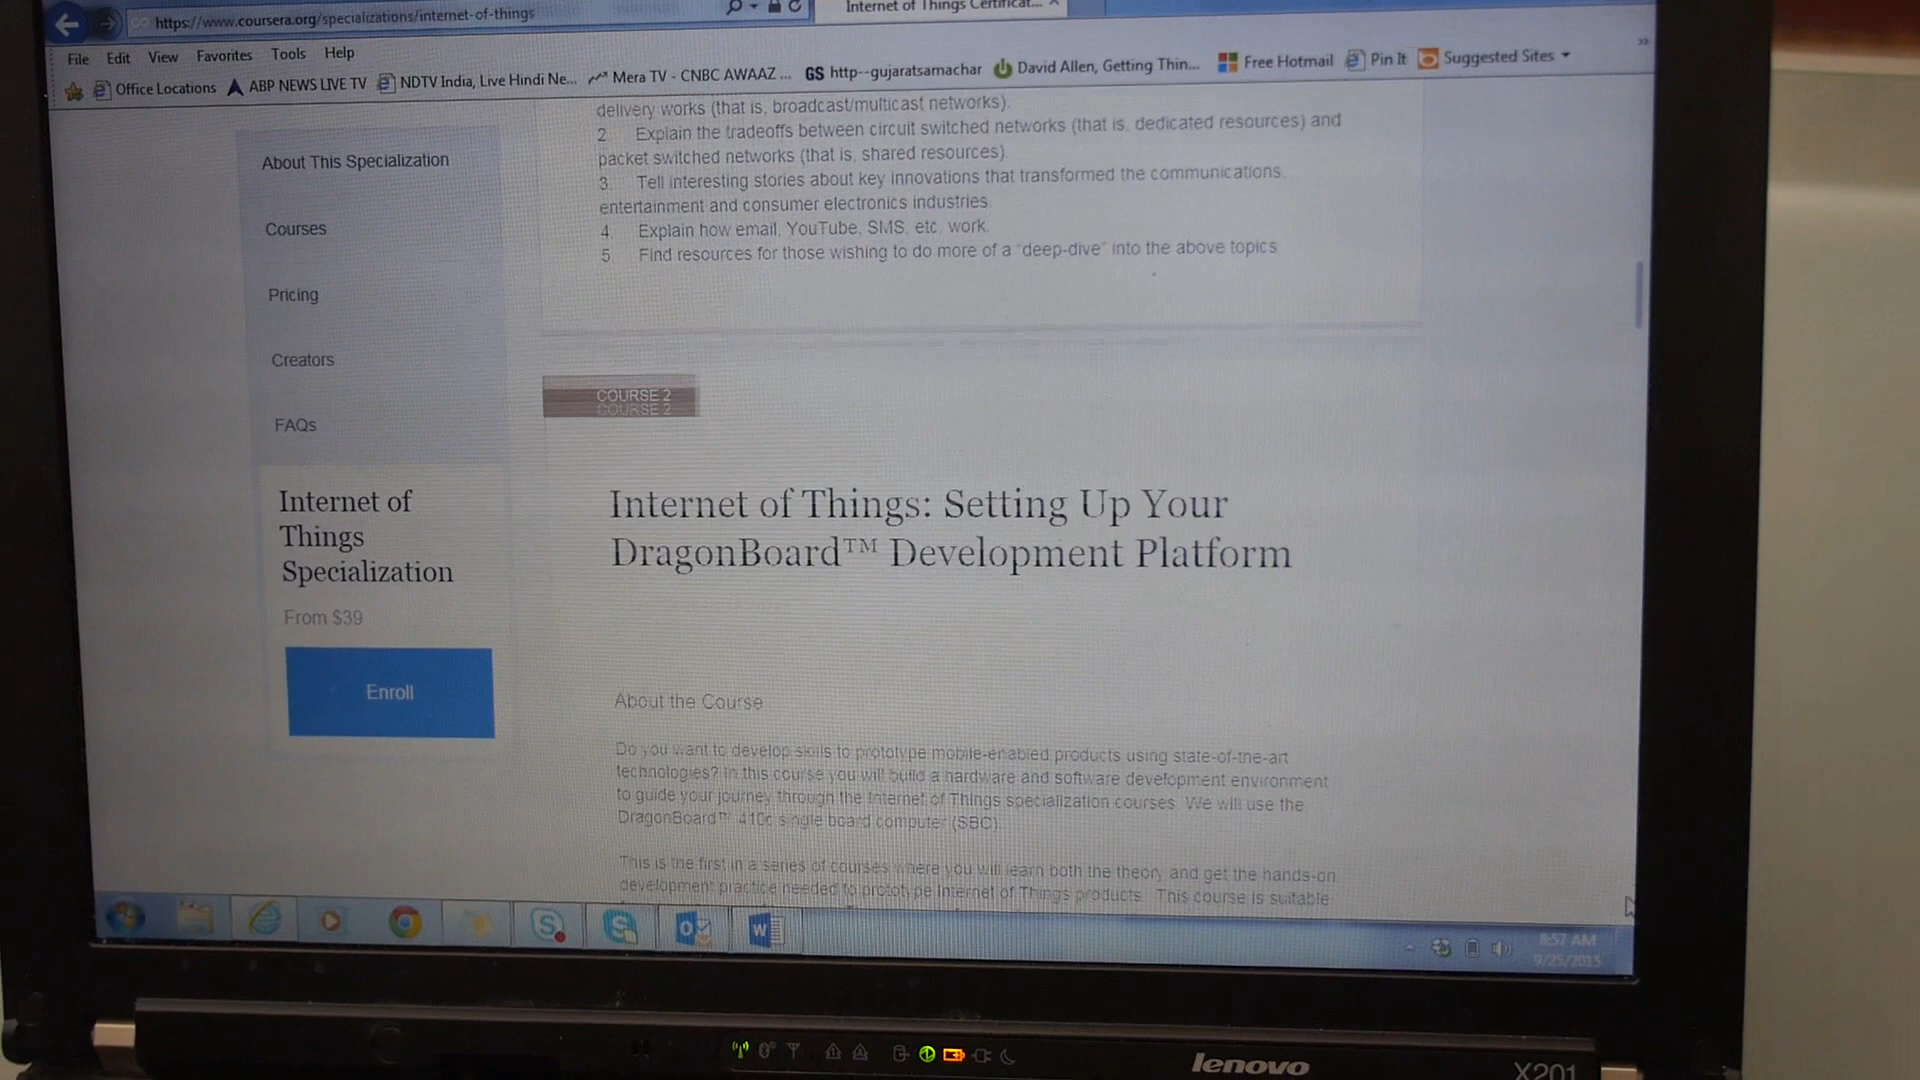 https://www.coursera.org/specializations/internet-of-things
Internet of Things Certificat...
File Edit View Favorites Tools Help
Office Locations ABP NEWS LIVE TV NDTV India, Live Hindi Ne... Mera TV - CNBC AWAAZ ... GS http--gujaratsamachar David Allen, Getting Thin... Free Hotmail Pin It Suggested Sites
delivery works (that is, broadcast/multicast networks).
2. Explain the tradeoffs between circuit switched networks (that is, dedicated resources) and
packet switched networks (that is, shared resources)
3. Tell interesting stories about key innovations that transformed the communications,
entertainment and consumer electronics industries.
4. Explain how email, YouTube, SMS, etc. work.
5. Find resources for those wishing to do more of a “deep-dive” into the above topics
About This Specialization
Courses
Pricing
Creators
FAQs
Internet of
Things
Specialization
From $39
Enroll
COURSE 2
COURSE 2
Internet of Things: Setting Up Your
DragonBoard™ Development Platform
About the Course
Do you want to develop skills to prototype mobile-enabled products using state-of-the-art
technologies? In this course you will build a hardware and software development environment
to guide your journey through the Internet of Things specialization courses. We will use the
DragonBoard™ 410c single board computer (SBC).
This is the first in a series of courses where you will learn both the theory and get the hands-on
development practice needed to prototype Internet of Things products. This course is suitable
8:57 AM
9/25/2015
lenovo
X201